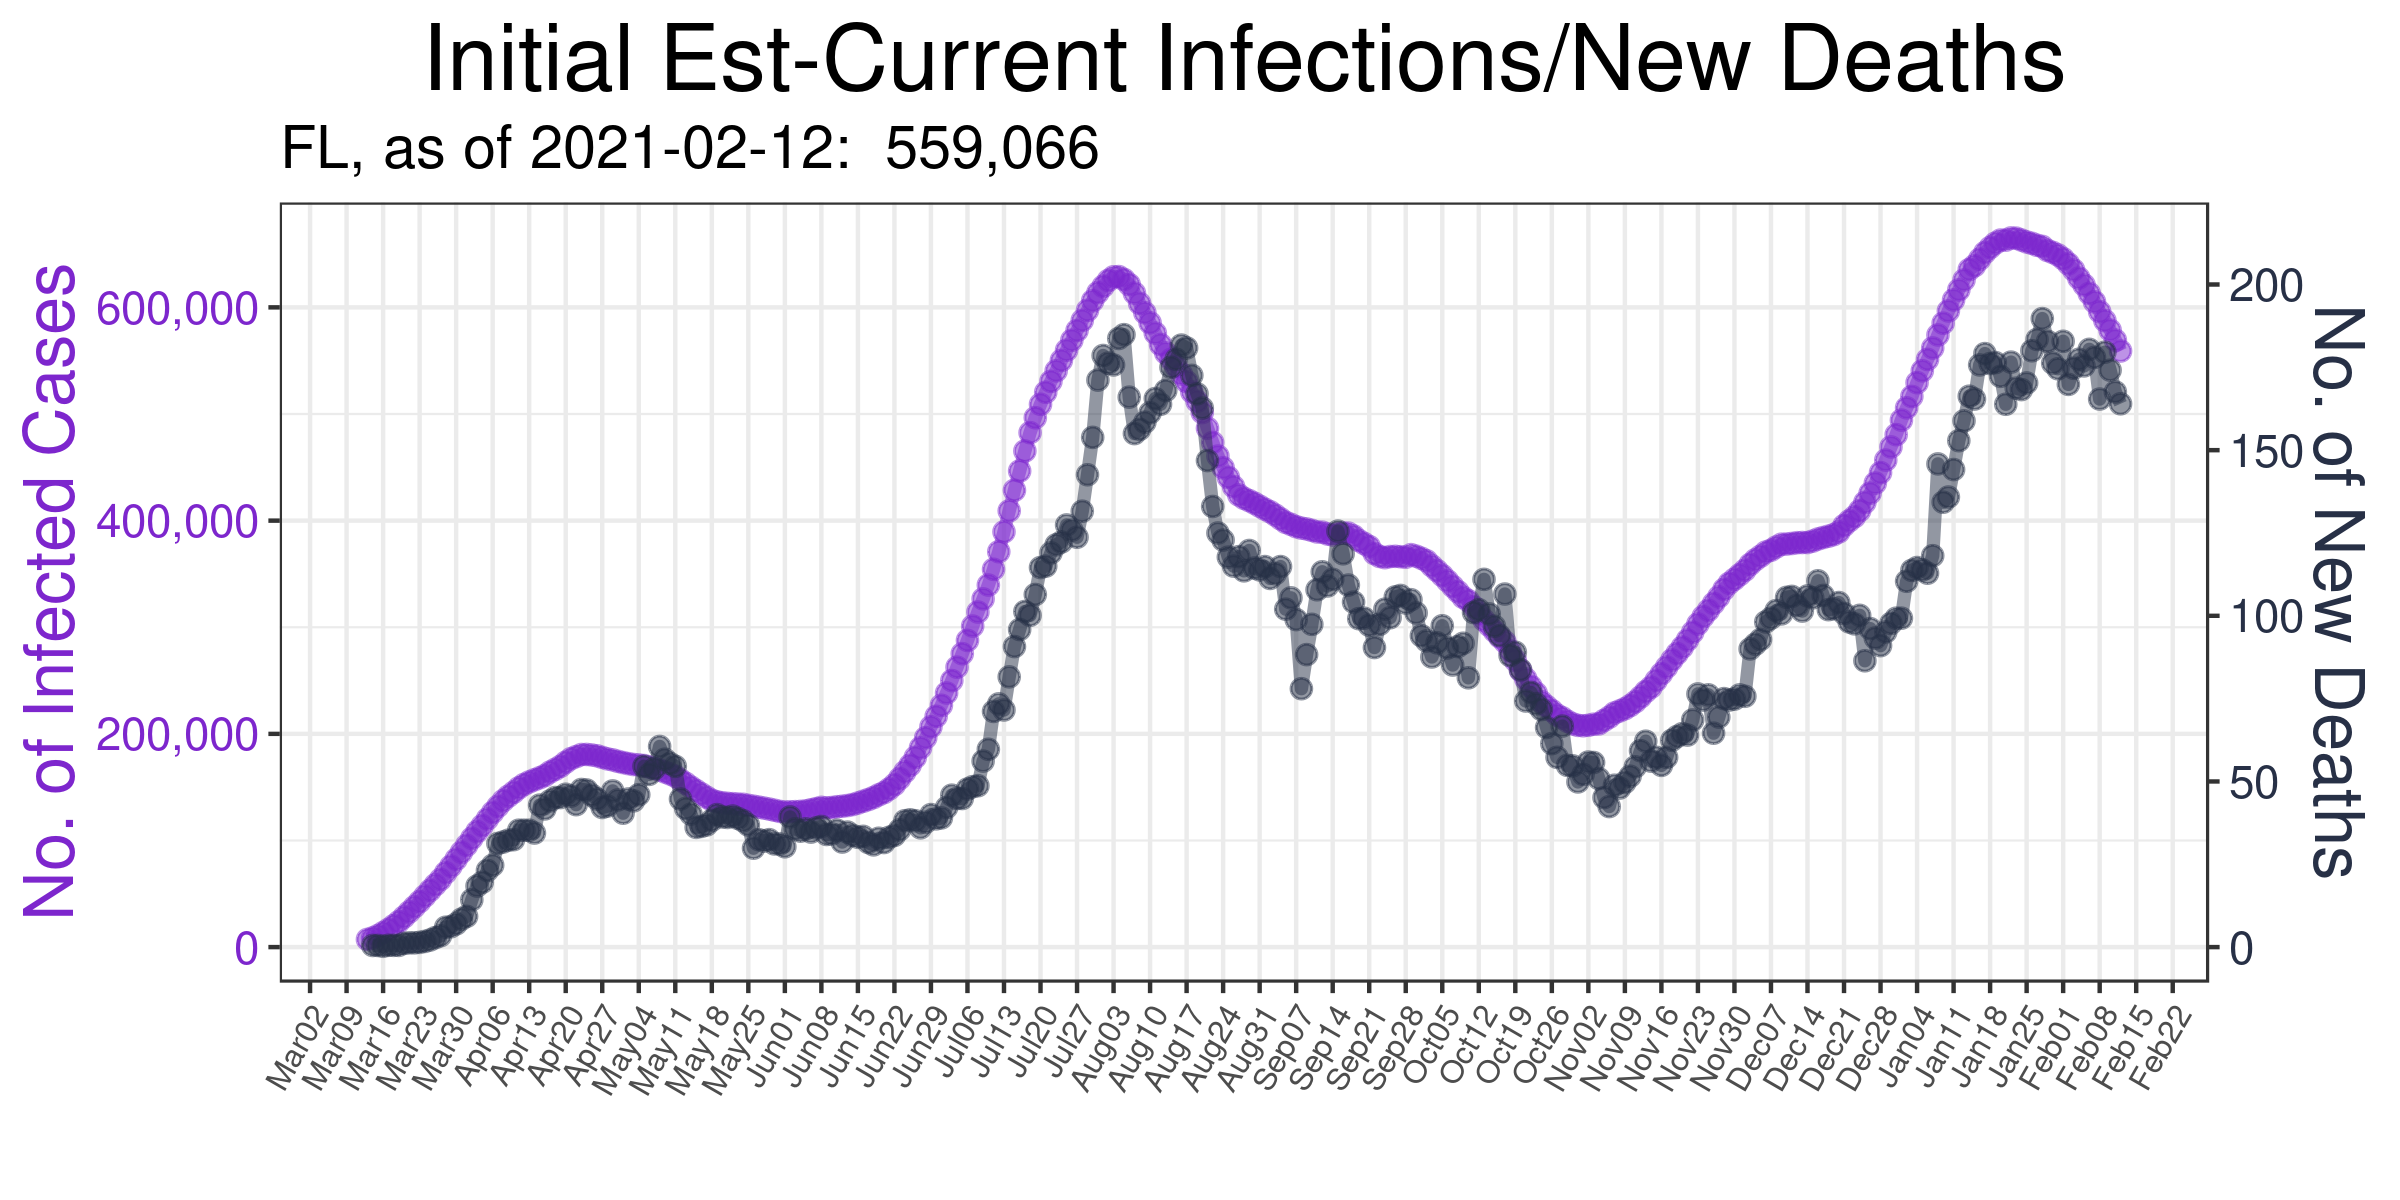 Initial Est-Current Infections/New Deaths
FL, as of 2021-02-12: 559,066
No. of Infected Cases
600,000
400,000
200,000
0
200
150
100
50
0
No. of New Deaths
Mar02
Mar09
Mar16
Mar23
Mar30
Apr06
Apr13
Apr20
Apr27
May04
May11
May18
May25
Jun01
Jun08
Jun15
Jun22
Jun29
Jul06
Jul13
Jul20
Jul27
Aug03
Aug10
Aug17
Aug24
Aug31
Sep07
Sep14
Sep21
Sep28
Oct05
Oct12
Oct19
Oct26
Nov02
Nov09
Nov16
Nov23
Nov30
Dec07
Dec14
Dec21
Dec28
Jan04
Jan11
Jan18
Jan25
Feb01
Feb08
Feb15
Feb22